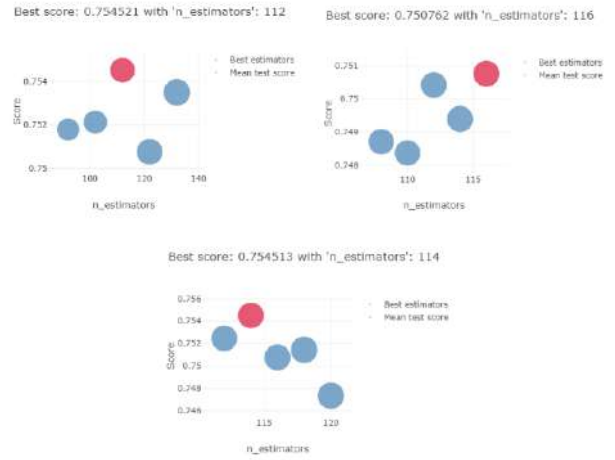 Best score: 0.754521 with 'n_estimators': 112
Best estimators
Mean test score
0.754
0.752
0.75
Score
100
120
140
n_estimators
Best score: 0.750762 with 'n_estimators': 116
Best estimators
Mean test score
0.751
6.75
0.749
0.748
Score
110
115
n_estimators
Best score: 0.754513 with 'n_estimators': 114
Best estimators
Mean test score
0.756
0.754
0.752
0.75
0.748
0.746
Score
115
120
n_estimators